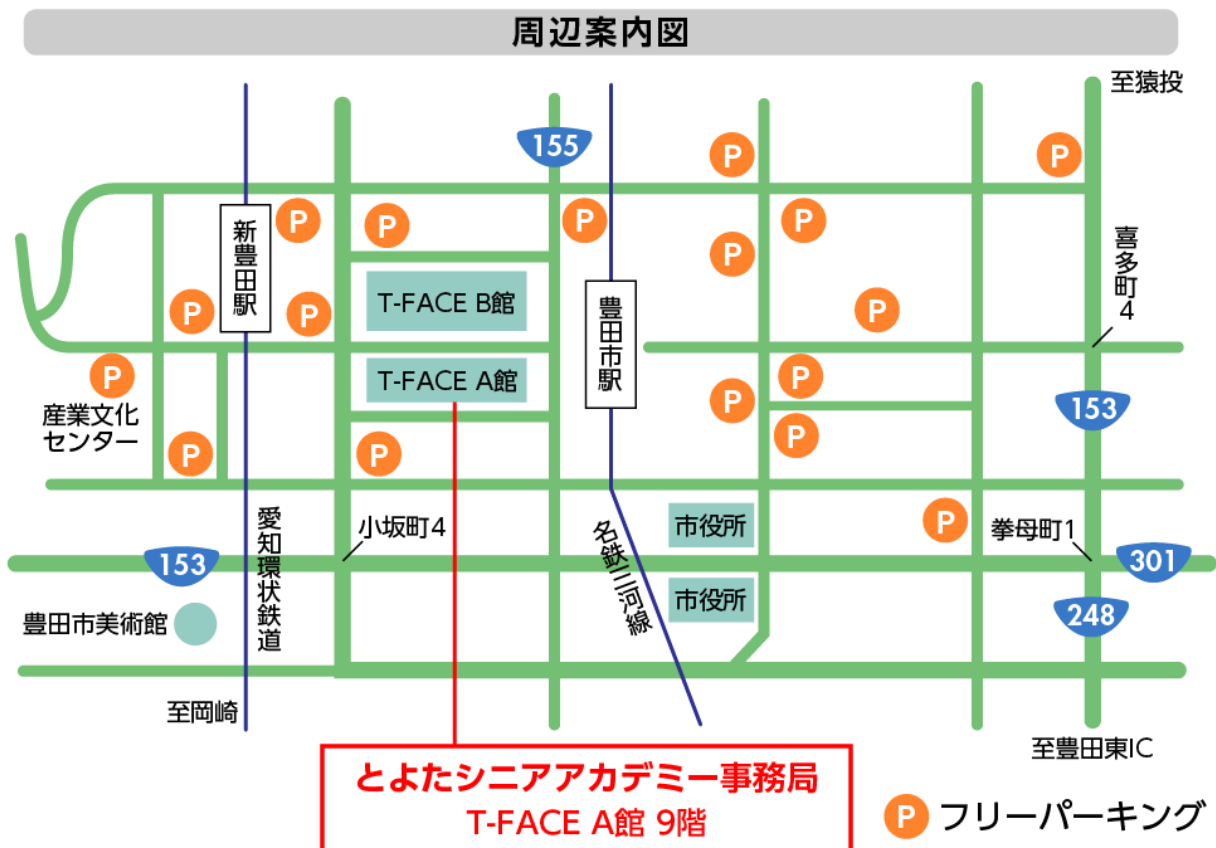 周辺案内図
至猿投
155
P
P
P
P
P
P
新豊田駅
P
喜多町4
T-FACE B館
豊田市駅
P
P
P
P
T-FACE A館
P
P
153
産業文化
センター
P
P
P
P
愛知環状鉄道
小坂町4
名鉄三河線
市役所
P
挙母町1
153
301
市役所
248
豊田市美術館
至岡崎
至豊田東IC
とよたシニアアカデミー事務局
T-FACE A館 9階
P フリーパーキング